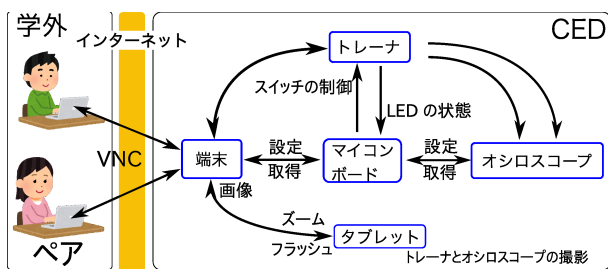 学外
インターネット
CED
トレーナ
スイッチの制御
LED の状態
VNC
端末
設定
取得
マイコン
ボード
設定
取得
オシロスコープ
画像
ズーム
フラッシュ
タブレット
ペア
トレーナとオシロスコープの撮影